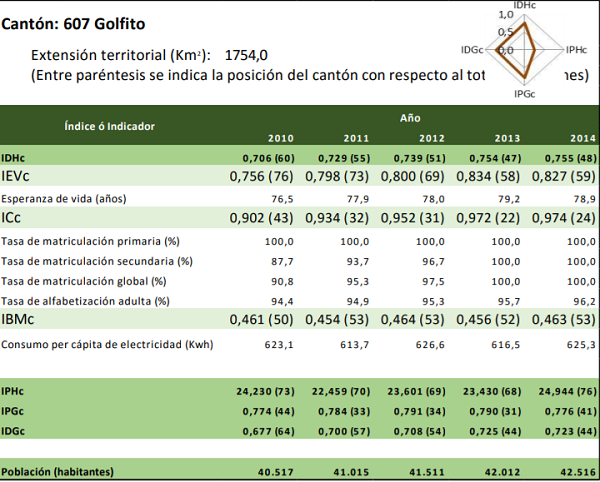 Cantón: 607 Golfito
IDHc
1,0
0,5
0,0
IDGc
IPHc
IPGc
Extensión territorial (Km²): 1754,0
(Entre paréntesis se indica la posición del cantón con respecto al tot nes)
Índice ó Indicador Año
2010 2011 2012 2013 2014
IDHc 0,706 (60) 0,729 (55) 0,739 (51) 0,754 (47) 0,755 (48)
IEVc 0,756 (76) 0,798 (73) 0,800 (69) 0,834 (58) 0,827 (59)
Esperanza de vida (años) 76,5 77,9 78,0 79,2 78,9
ICc 0,902 (43) 0,934 (32) 0,952 (31) 0,972 (22) 0,974 (24)
Tasa de matriculación primaria (%) 100,0 100,0 100,0 100,0 100,0
Tasa de matriculación secundaria (%) 87,7 93,7 96,7 100,0 100,0
Tasa de matriculación global (%) 90,8 95,3 97,5 100,0 100,0
Tasa de alfabetización adulta (%) 94,4 94,9 95,3 95,7 96,2
IBMc 0,461 (50) 0,454 (53) 0,464 (53) 0,456 (52) 0,463 (53)
Consumo per cápita de electricidad (Kwh) 623,1 613,7 626,6 616,5 625,3
IPHc 24,230 (73) 22,459 (70) 23,601 (69) 23,430 (68) 24,944 (76)
IPGc 0,774 (44) 0,784 (33) 0,791 (34) 0,790 (31) 0,776 (41)
IDGc 0,677 (64) 0,700 (57) 0,708 (54) 0,725 (44) 0,723 (44)
Población (habitantes) 40.517 41.015 41.511 42.012 42.516